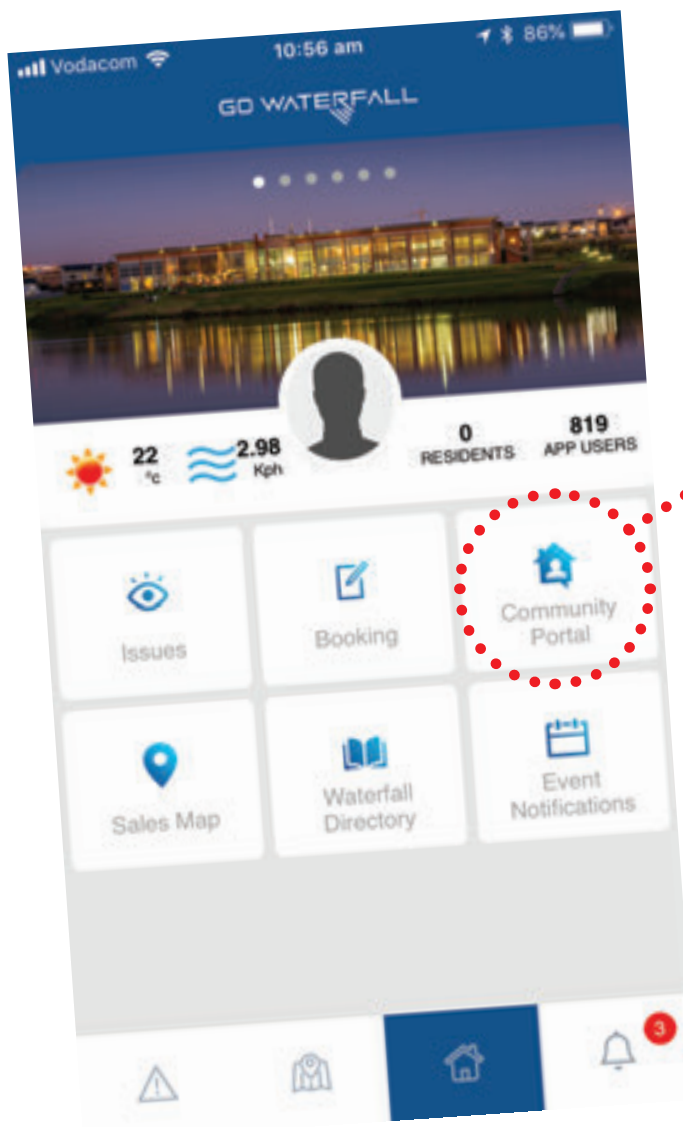 Vodacom 10:56 am 86%
GO WATERFALL
22 °c 2.98 Kph 0 RESIDENTS 819 APP USERS
Issues
Booking
Community
Portal
Sales Map
Waterfall
Directory
Event
Notifications
3